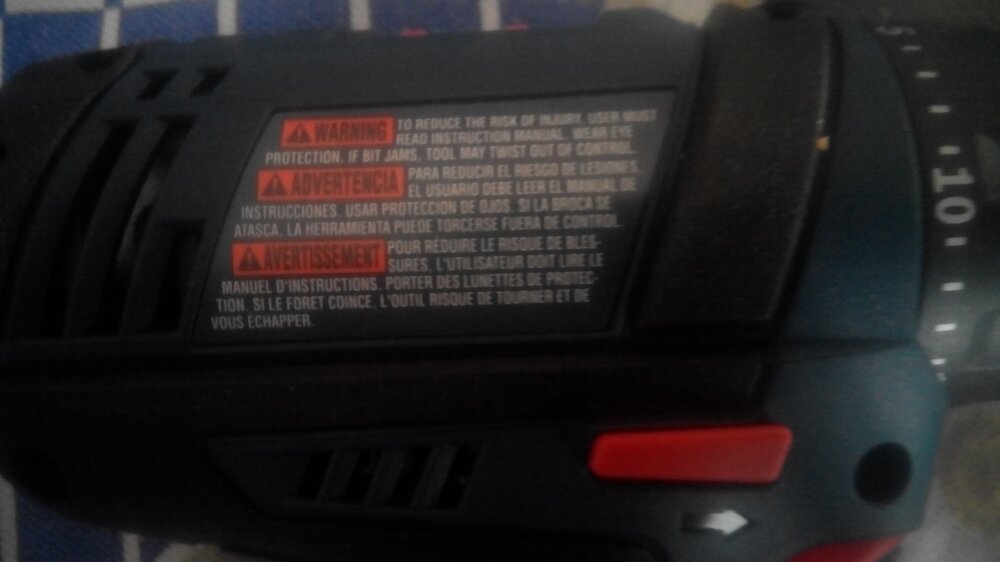 WARNING TO REDUCE THE RISK OF INJURY, USER MUST
READ INSTRUCTION MANUAL. WEAR EYE
PROTECTION. IF BIT JAMS, TOOL MAY TWIST OUT OF CONTROL.
ADVERTENCIA PARA REDUCIR EL RIESGO DE LESIONES,
EL USUARIO DEBE LEER EL MANUAL DE
INSTRUCCIONES. USAR PROTECCION DE OJOS. SI LA BROCA SE
ATASCA, LA HERRAMIENTA PUEDE TORCERSE FUERA DE CONTROL.
AVERTISSEMENT POUR RÉDUIRE LE RISQUE DE BLES-
SURES, L'UTILISATEUR DOIT LIRE LE
MANUEL D'INSTRUCTIONS. PORTER DES LUNETTES DE PROTEC-
TION. SI LE FORET COINCE, L'OUTIL RISQUE DE TOURNER ET DE
VOUS ECHAPPER.
10